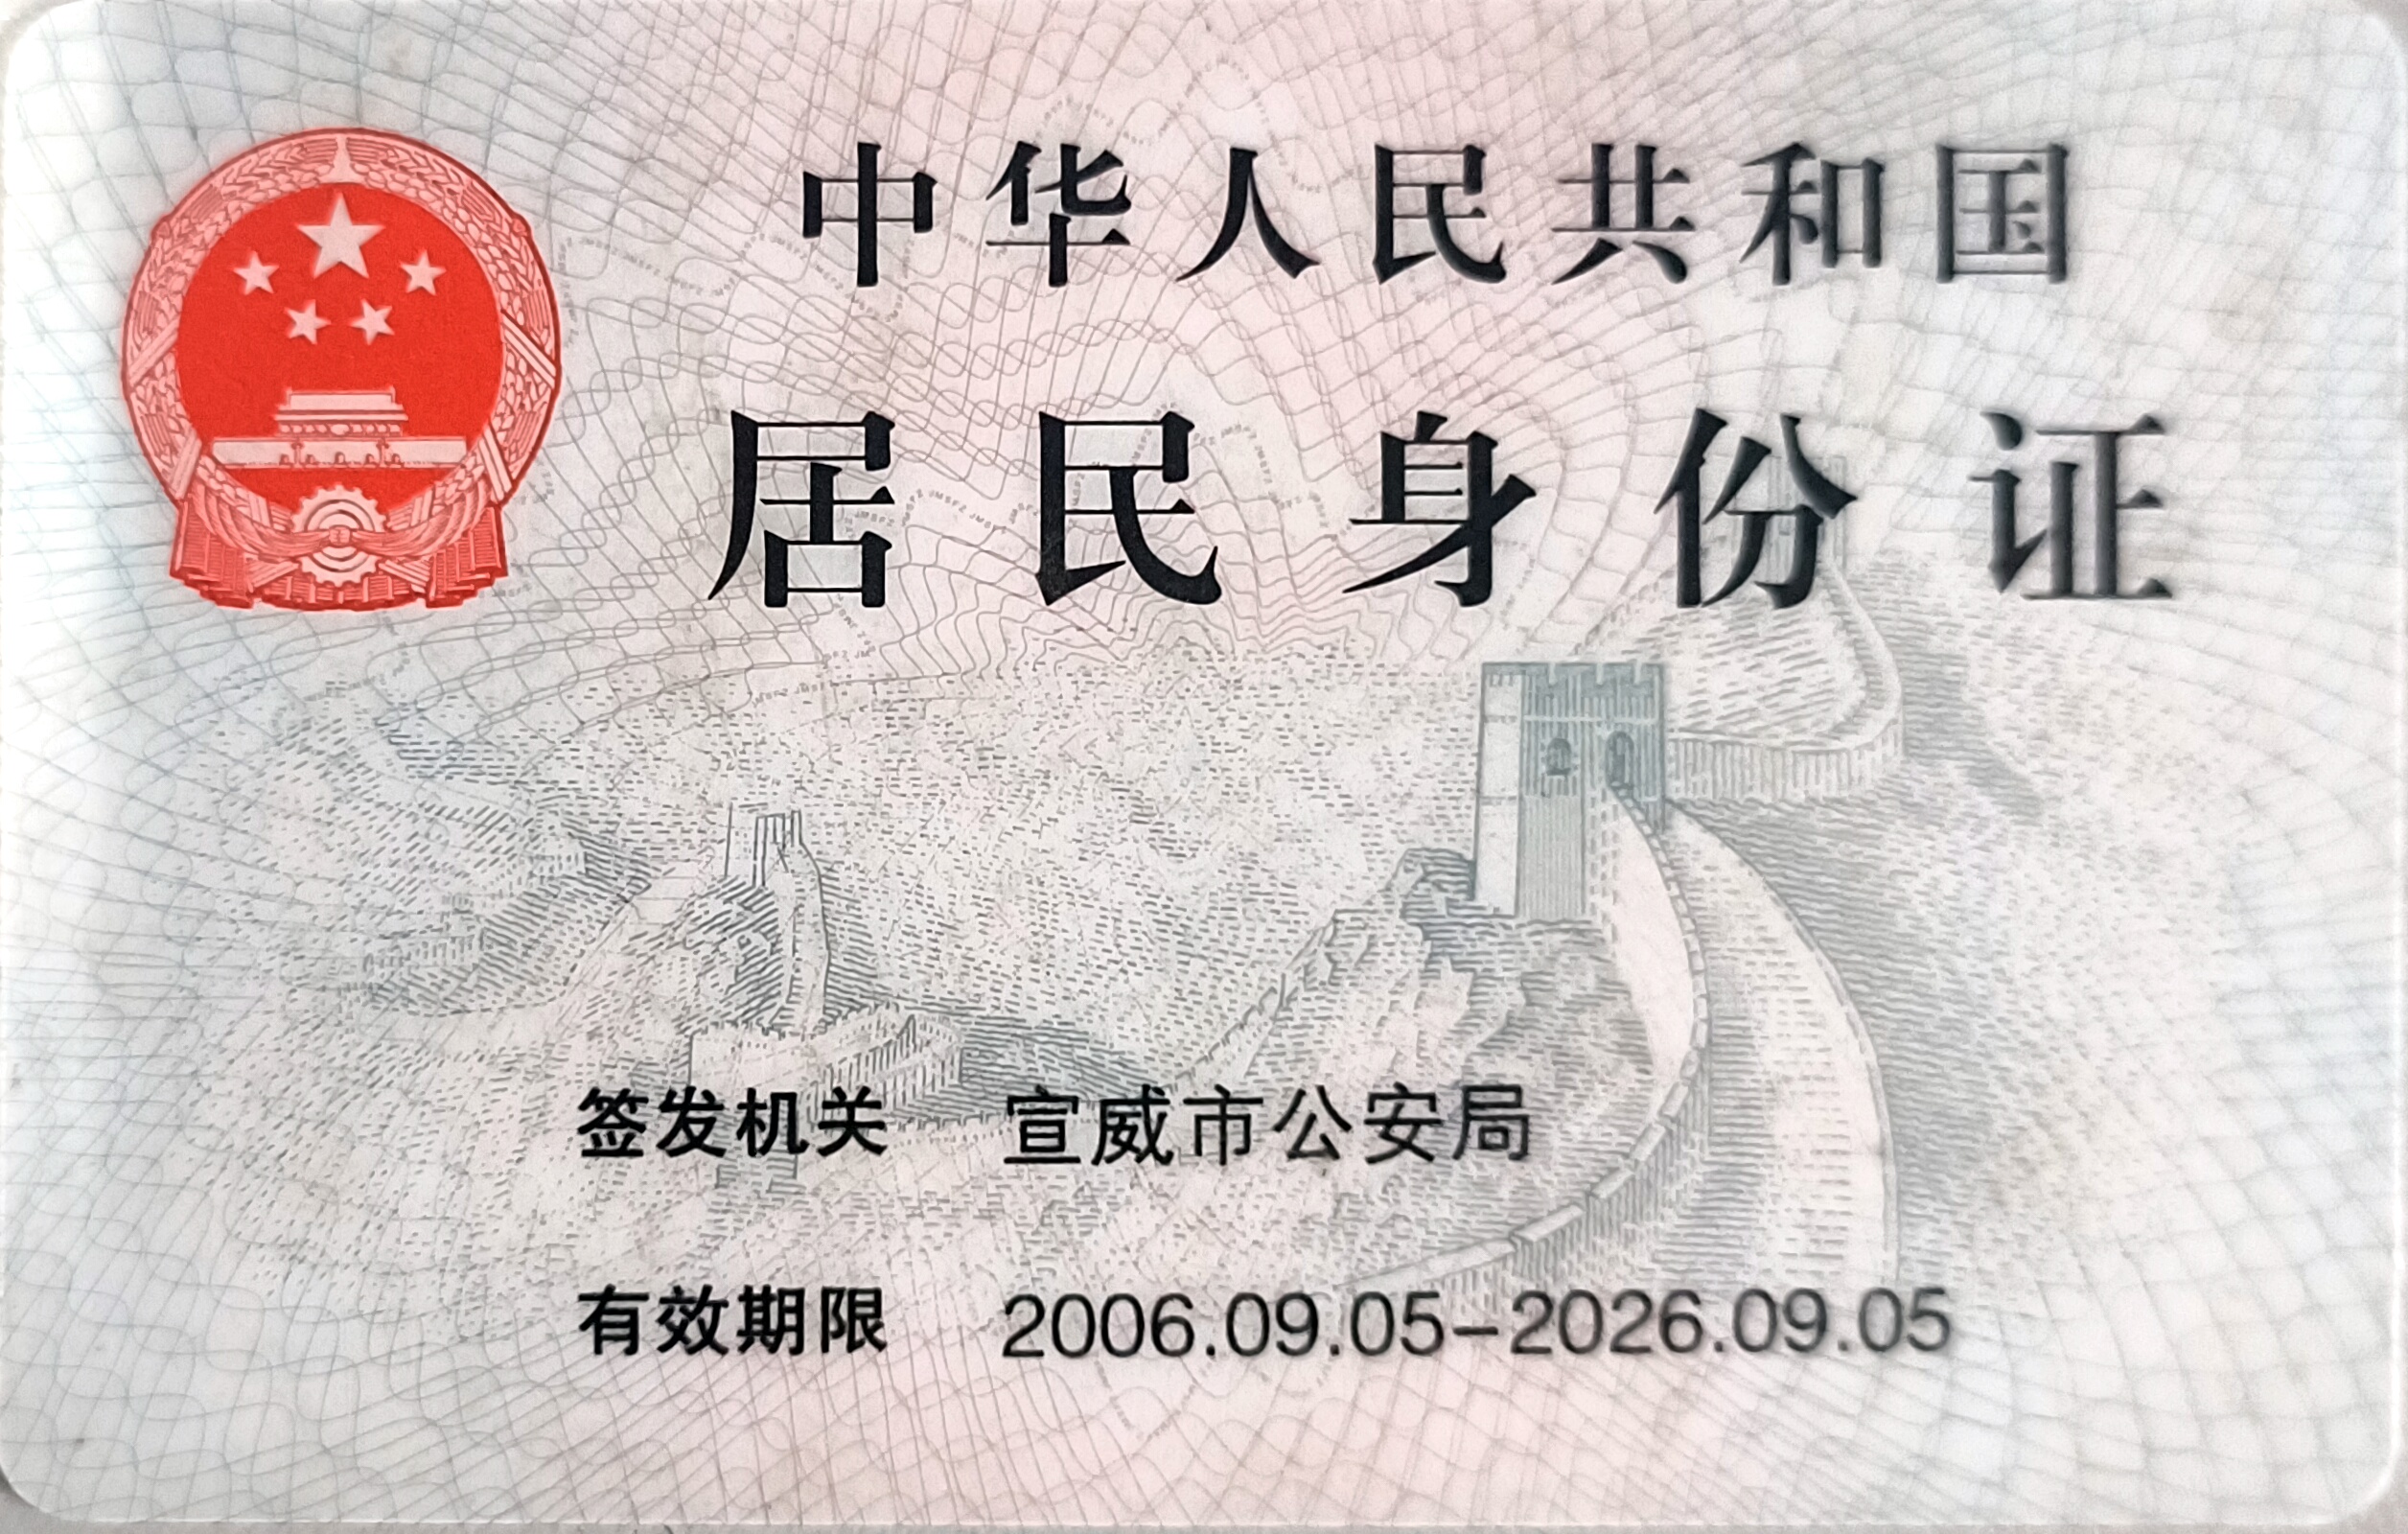 中华人民共和国
居民身份证
签发机关 宣威市公安局
有效期限 2006.09.05-2026.09.05